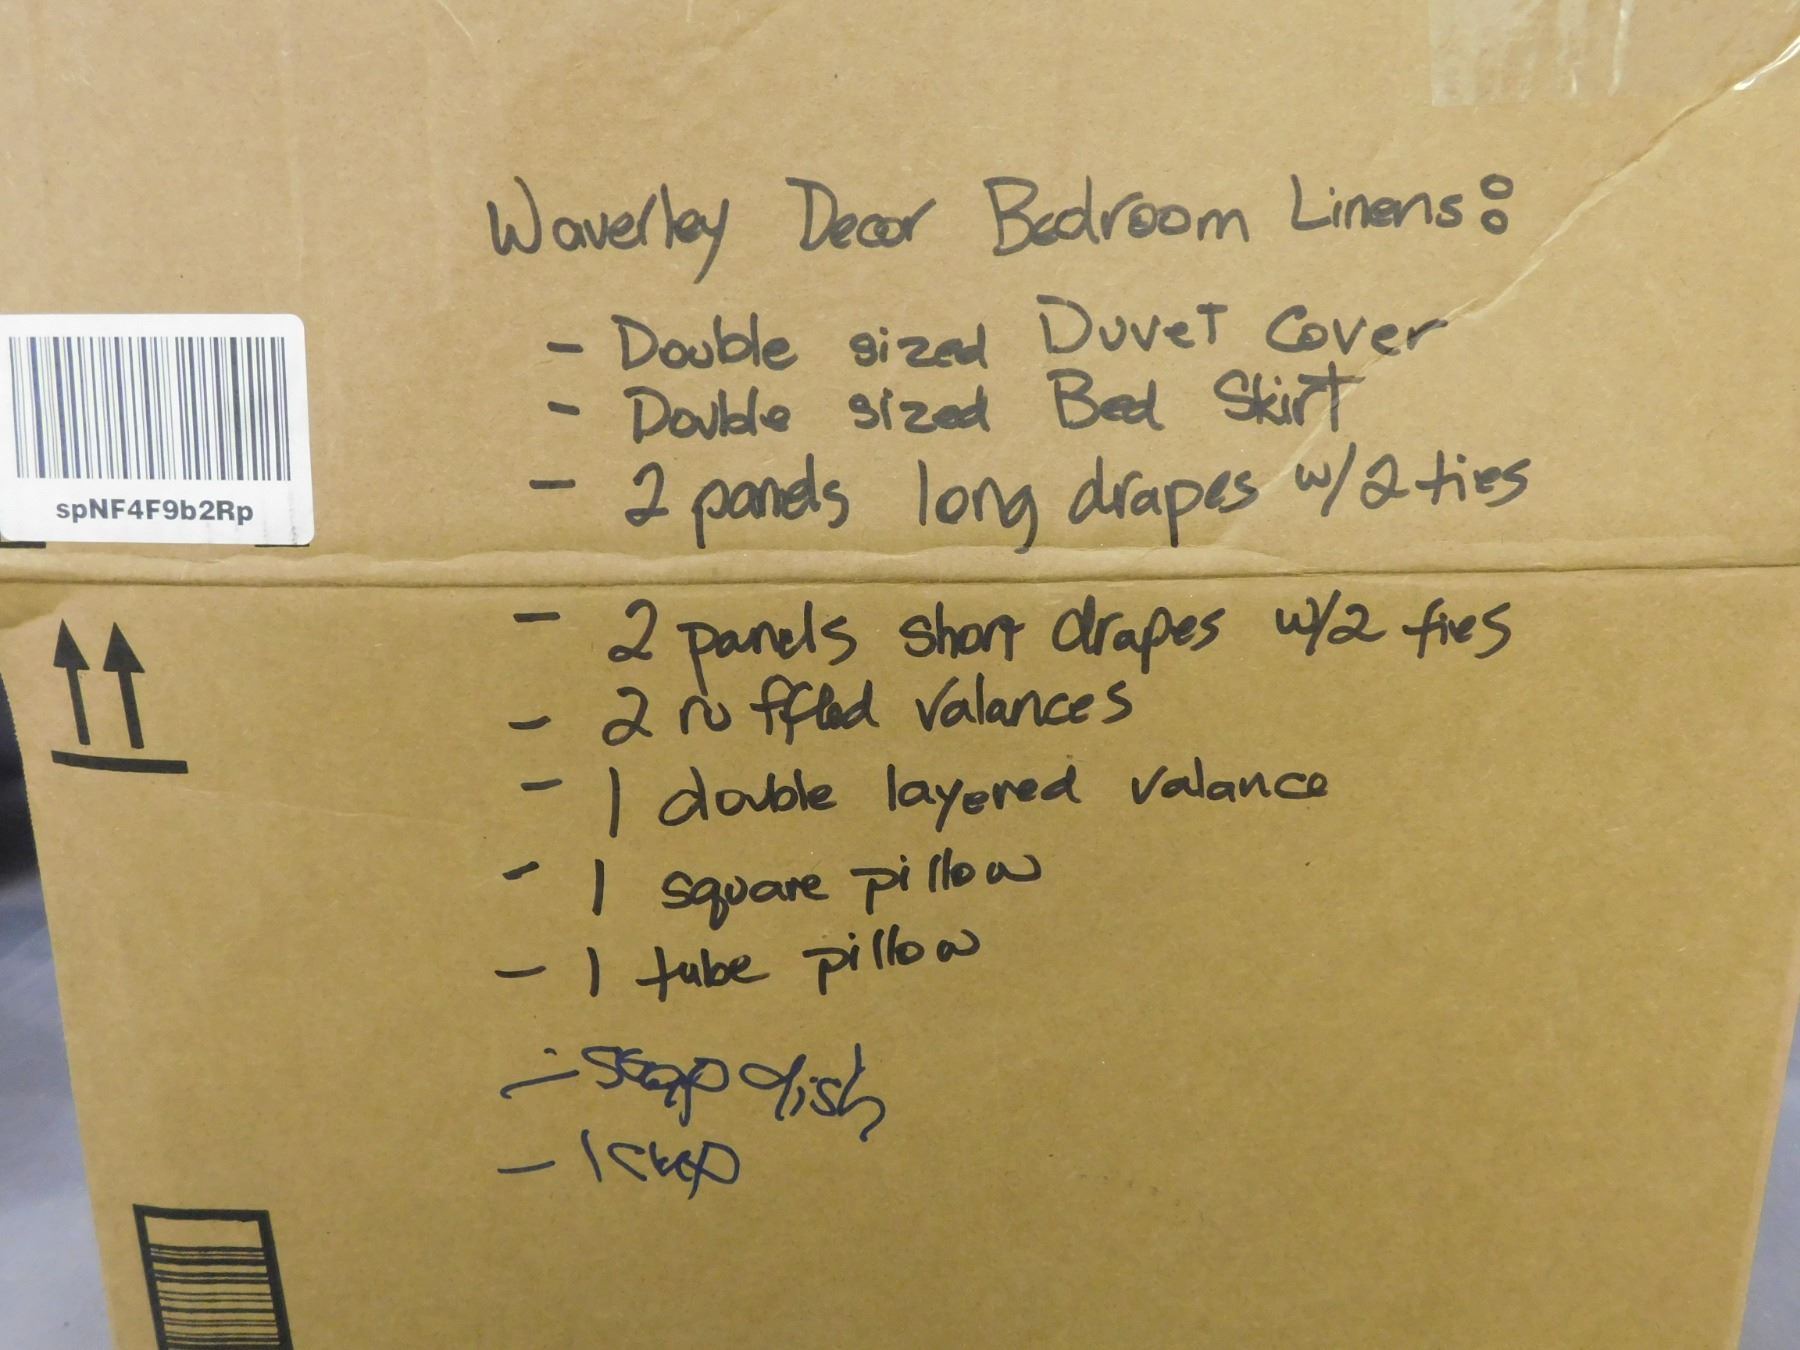 Waverley Decor Bedroom Linens:
- Double sized Duvet Cover
- Double sized Bed Skirt
- 2 panels long drapes w/2 ties
spNF4F9b2Rp
- 2 panels short drapes w/2 ties
- 2 ruffled valances
- 1 double layered valance
- 1 square pillow
- 1 tube pillow
- soap dish
- 1 cup